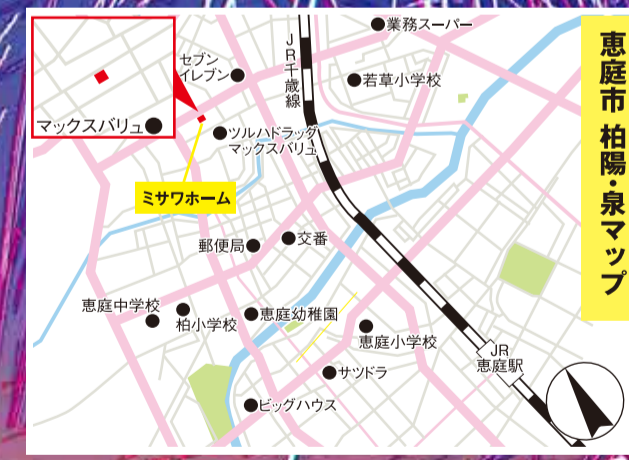 恵庭市 柏陽・泉マップ
業務スーパー
セブン
イレブン
JR千歳線
若草小学校
マックスバリュ
ツルハドラッグ
マックスバリュ
ミサワホーム
郵便局
交番
恵庭中学校
柏小学校
恵庭幼稚園
恵庭小学校
JR
恵庭駅
サツドラ
ビッグハウス